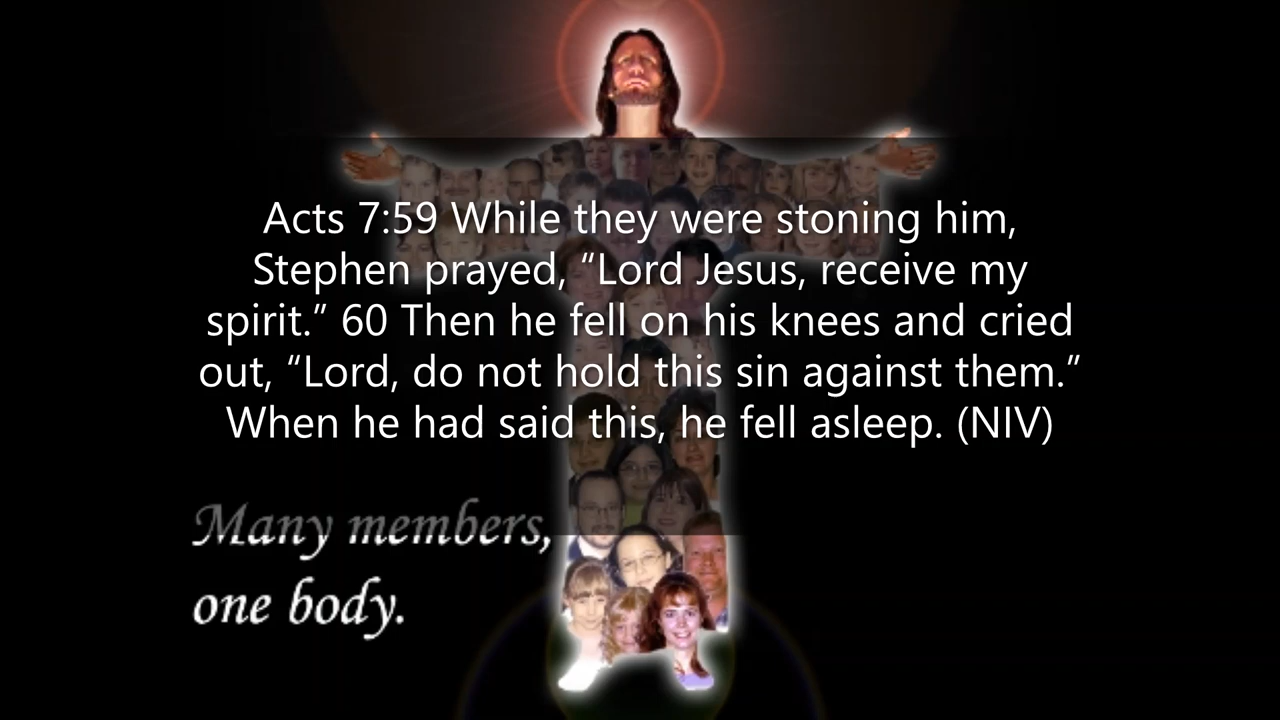 Acts 7:59 While they were stoning him,
Stephen prayed, “Lord Jesus, receive my
spirit.” 60 Then he fell on his knees and cried
out, “Lord, do not hold this sin against them.”
When he had said this, he fell asleep. (NIV)
Many members,
one body.